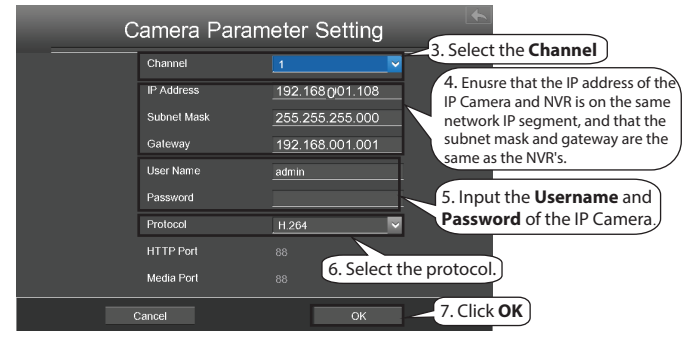 Camera Parameter Setting
3. Select the Channel
Channel 1
4. Enusre that the IP address of the
IP Camera and NVR is on the same
network IP segment, and that the
subnet mask and gateway are the
same as the NVR's.
IP Address 192.168.001.108
Subnet Mask 255.255.255.000
Gateway 192.168.001.001
User Name admin
Password
5. Input the Username and
Password of the IP Camera.
Protocol H.264
HTTP Port 88
6. Select the protocol.
Media Port 88
Cancel
OK
7. Click OK